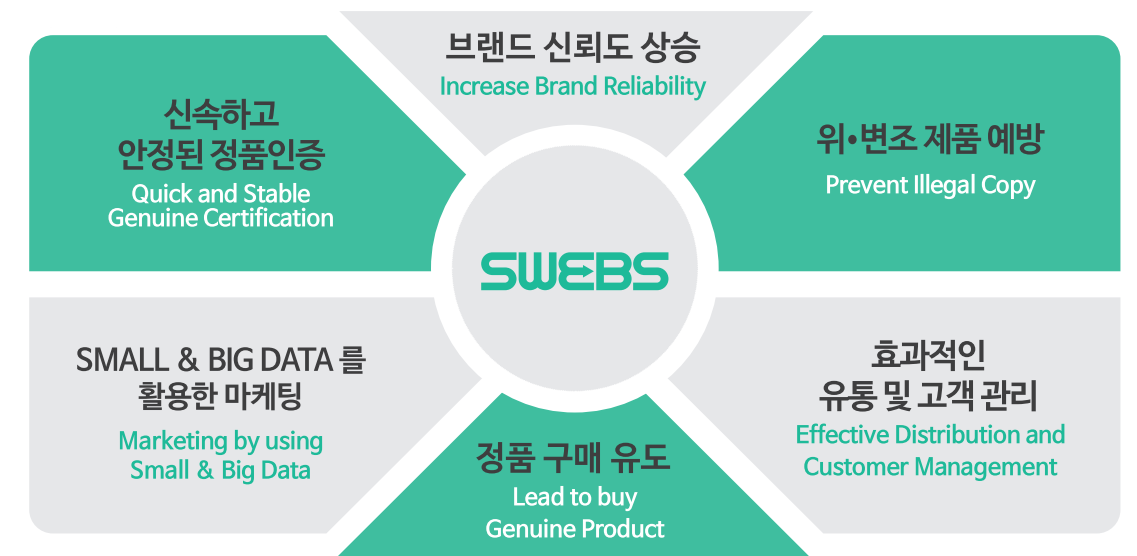 브랜드 신뢰도 상승
Increase Brand Reliability
신속하고
안정된 정품인증
Quick and Stable
Genuine Certification
위·변조 제품 예방
Prevent Illegal Copy
SWEBS
SMALL & BIG DATA 를
활용한 마케팅
Marketing by using
Small & Big Data
정품 구매 유도
Lead to buy
Genuine Product
효과적인
유통 및 고객 관리
Effective Distribution and
Customer Management